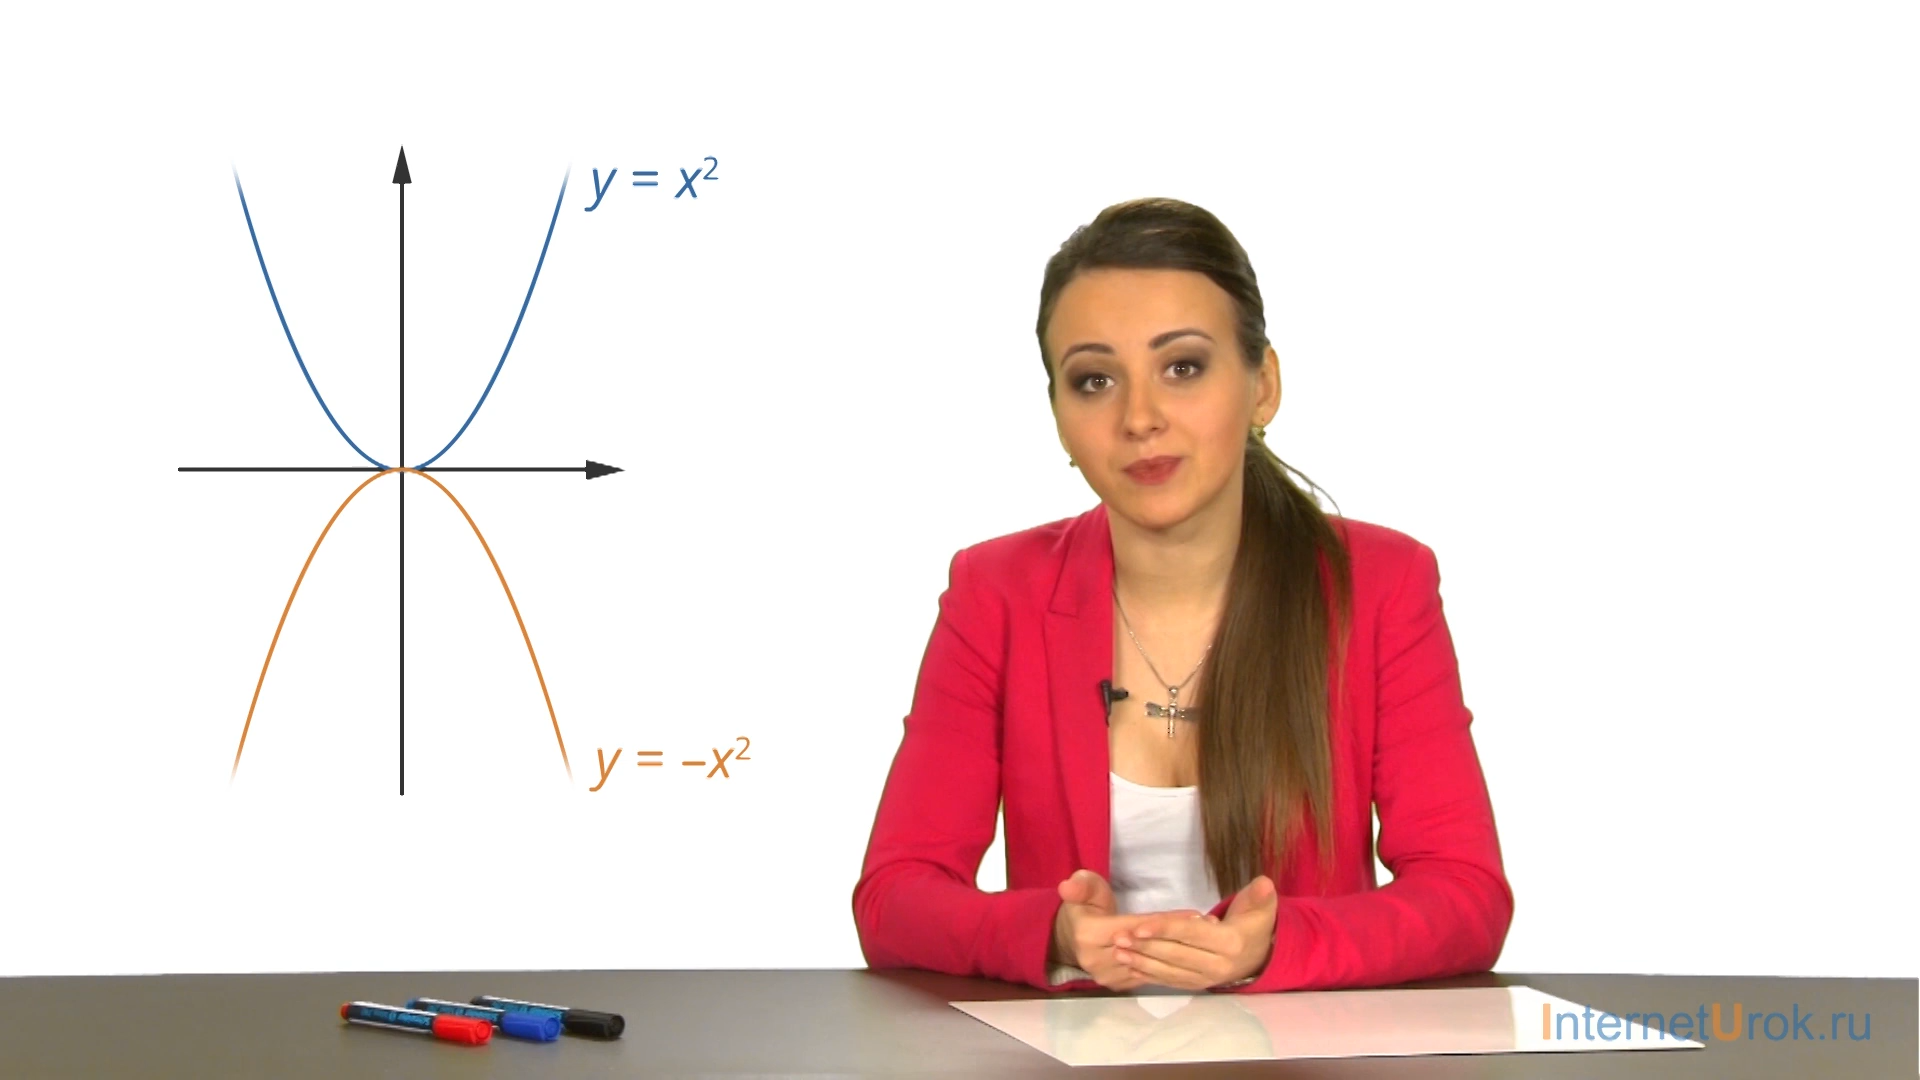 y = x²
y = –x²
InternetUrok.ru